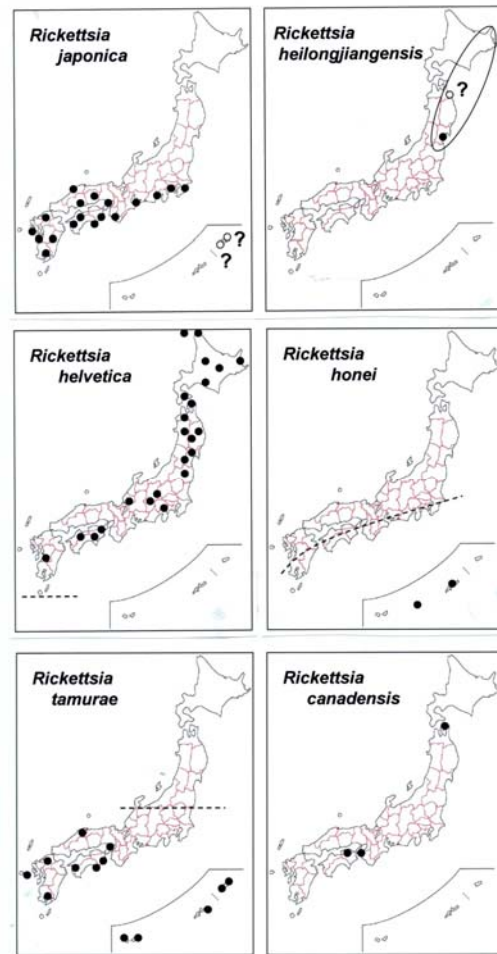 Rickettsia
japonica
?
?
Rickettsia
heilongjiangensis
?
Rickettsia
helvetica
Rickettsia
honei
Rickettsia
tamurae
Rickettsia
canadensis